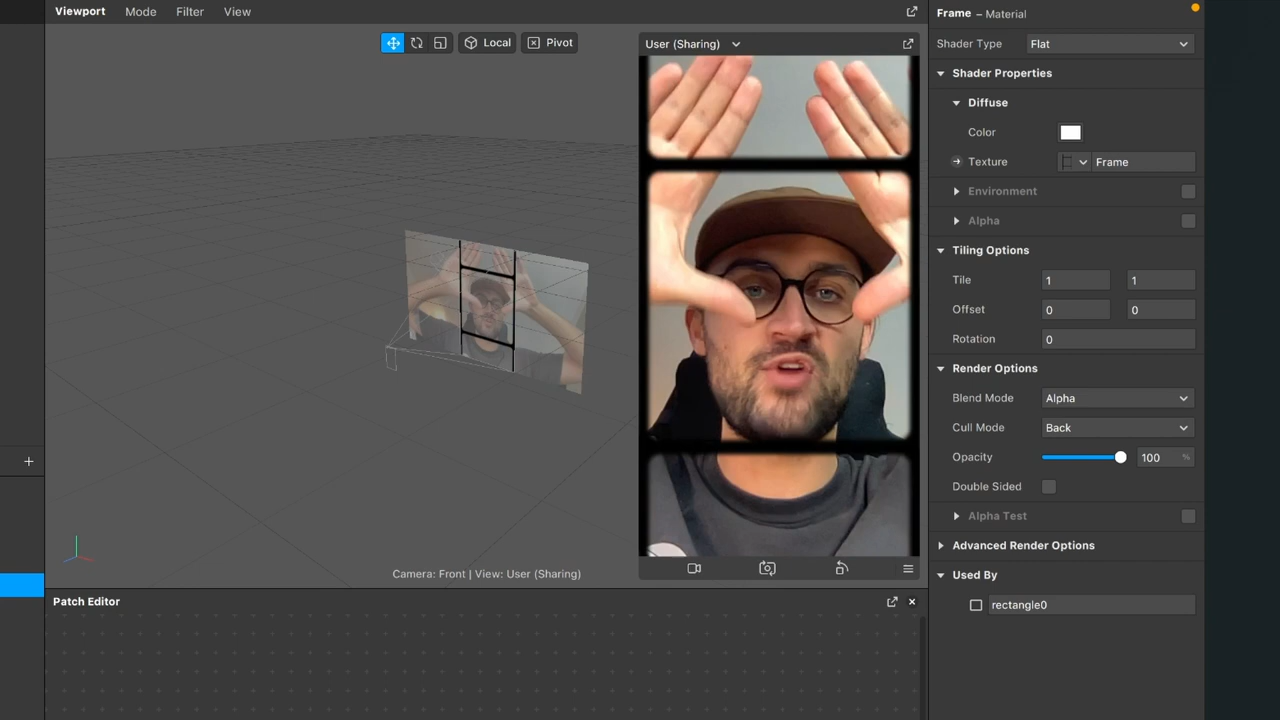 Viewport Mode Filter View
Local Pivot
User (Sharing)
Camera: Front | View: User (Sharing)
Patch Editor
Frame – Material
Shader Type Flat
Shader Properties
Diffuse
Color
Texture Frame
Environment
Alpha
Tiling Options
Tile 1 1
Offset 0 0
Rotation 0
Render Options
Blend Mode Alpha
Cull Mode Back
Opacity 100 %
Double Sided
Alpha Test
Advanced Render Options
Used By
rectangle0